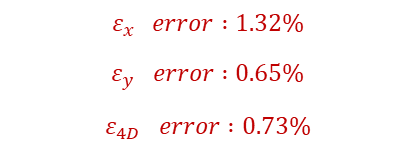 εx error : 1.32%
εy error : 0.65%
ε4D error : 0.73%